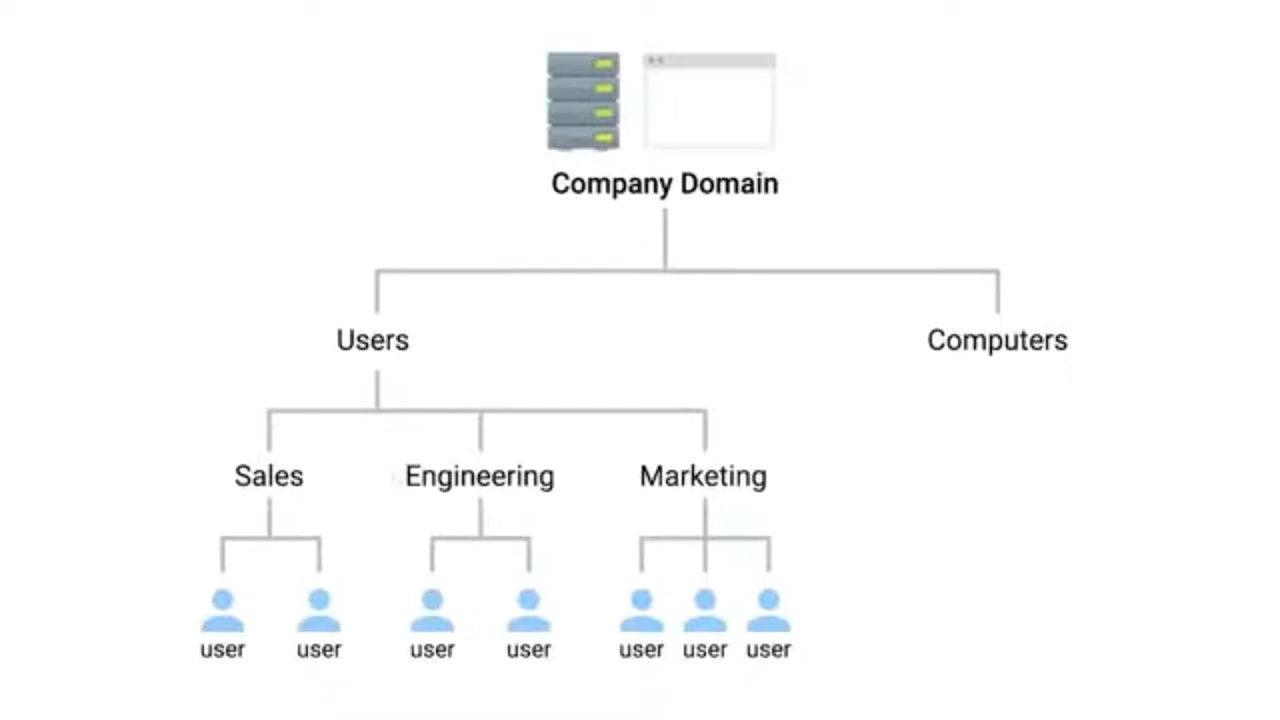 Company Domain
Users
Computers
Sales
Engineering
Marketing
user
user
user
user
user
user
user